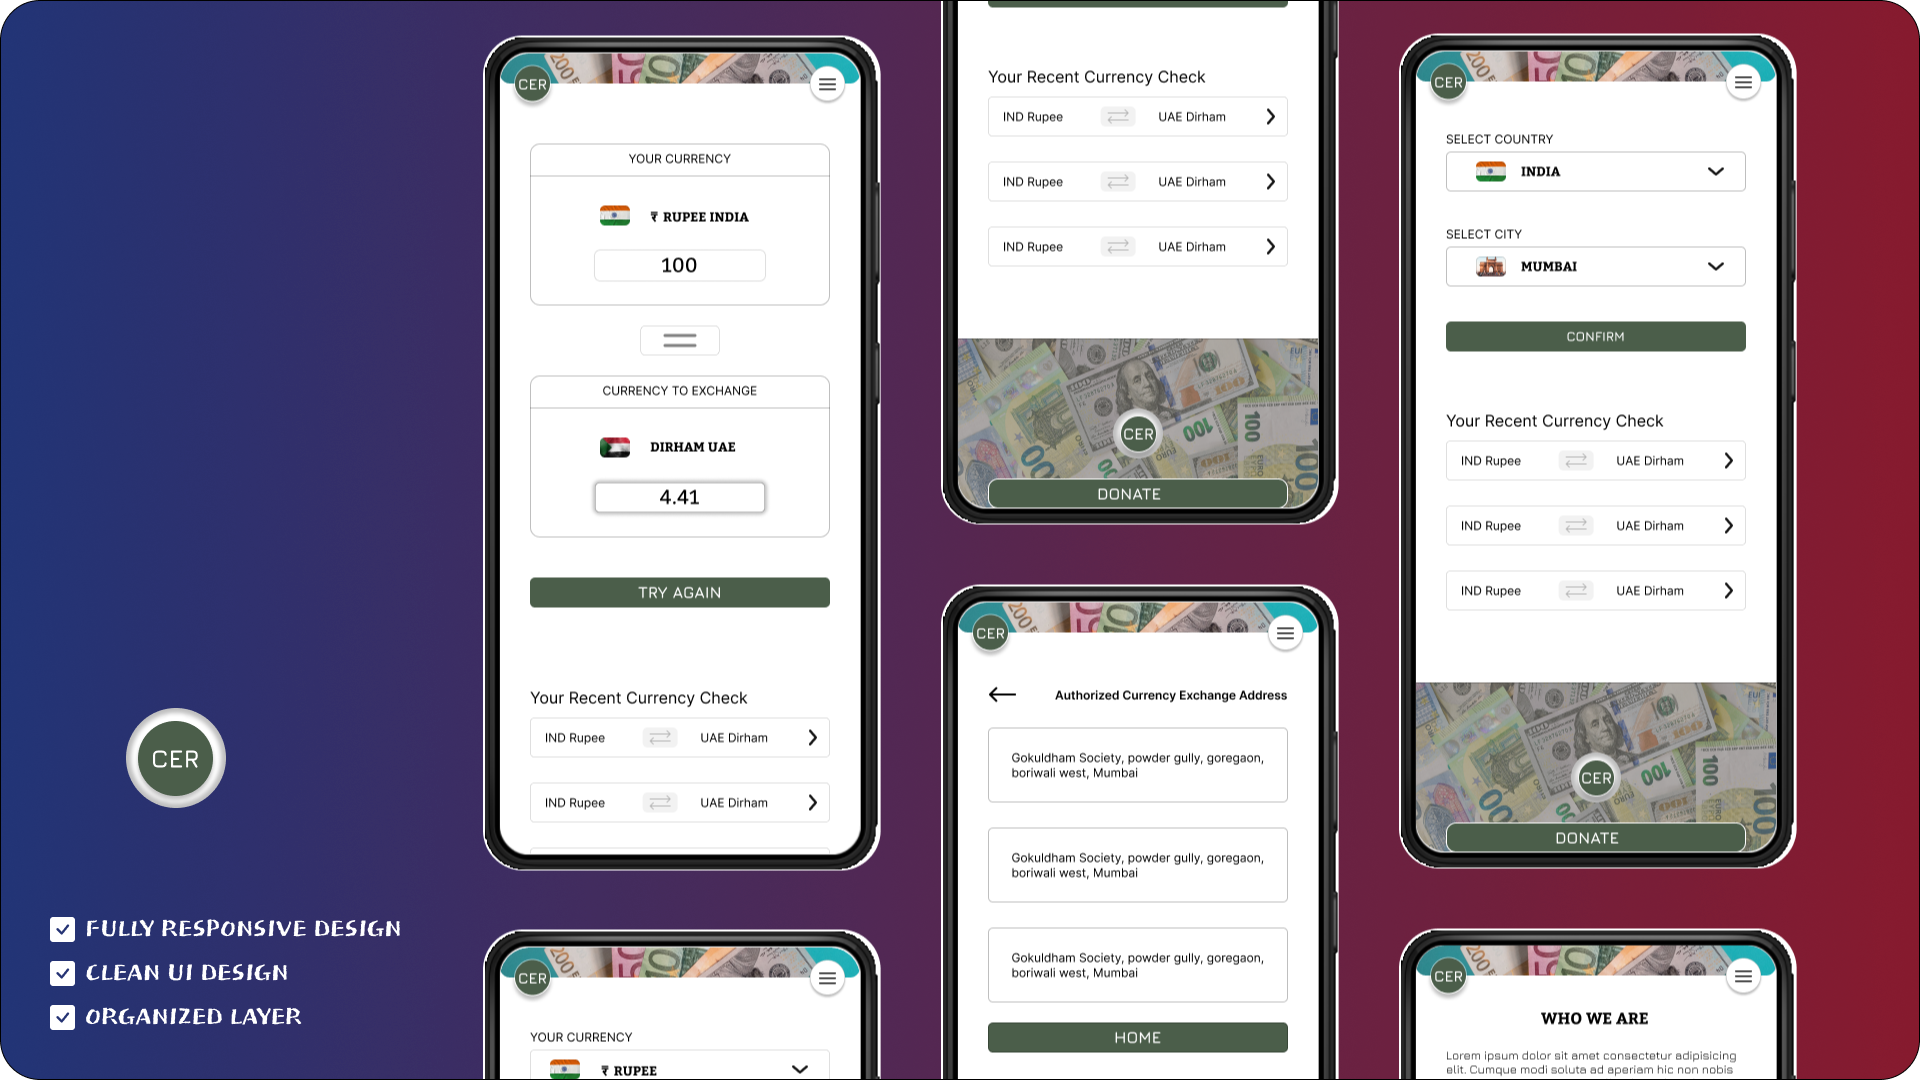 CER
FULLY RESPONSIVE DESIGN
CLEAN UI DESIGN
ORGANIZED LAYER
CER
YOUR CURRENCY
₹ RUPEE INDIA
100
CURRENCY TO EXCHANGE
DIRHAM UAE
4.41
TRY AGAIN
Your Recent Currency Check
IND Rupee UAE Dirham
IND Rupee UAE Dirham
CER
YOUR CURRENCY
₹ RUPEE
Your Recent Currency Check
IND Rupee UAE Dirham
IND Rupee UAE Dirham
IND Rupee UAE Dirham
CER
DONATE
CER
Authorized Currency Exchange Address
Gokuldham Society, powder gully, goregaon,
boriwali west, Mumbai
Gokuldham Society, powder gully, goregaon,
boriwali west, Mumbai
Gokuldham Society, powder gully, goregaon,
boriwali west, Mumbai
HOME
CER
SELECT COUNTRY
INDIA
SELECT CITY
MUMBAI
CONFIRM
Your Recent Currency Check
IND Rupee UAE Dirham
IND Rupee UAE Dirham
IND Rupee UAE Dirham
CER
DONATE
CER
WHO WE ARE
Lorem ipsum dolor sit amet consectetur adipisicing
elit. Cumque modi soluta ad aperiam hic non nobis